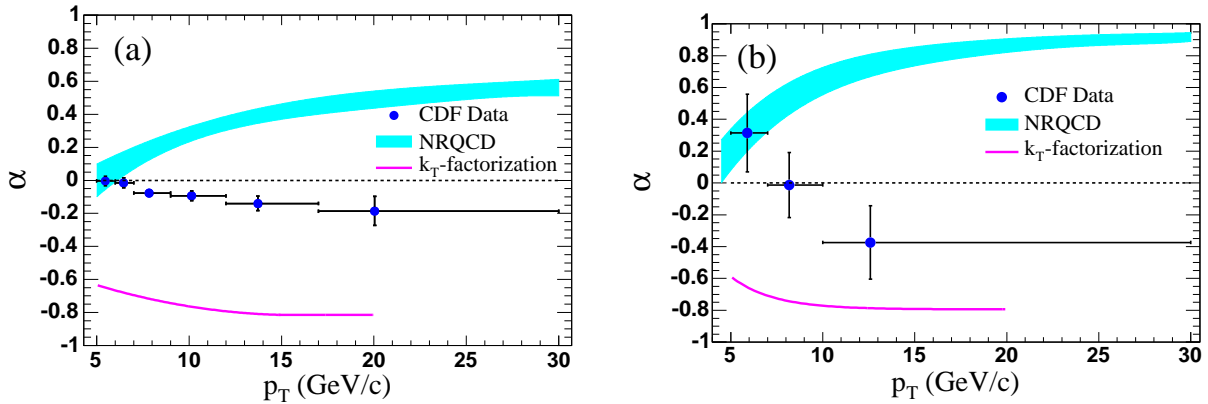 1
0.8
0.6
0.4
0.2
0
-0.2
-0.4
-0.6
-0.8
-1
α
(a)
CDF Data
NRQCD
k_T-factorization
5 10 15 20 25 30
p_T (GeV/c)
1
0.8
0.6
0.4
0.2
0
-0.2
-0.4
-0.6
-0.8
-1
α
(b)
CDF Data
NRQCD
k_T-factorization
5 10 15 20 25 30
p_T (GeV/c)